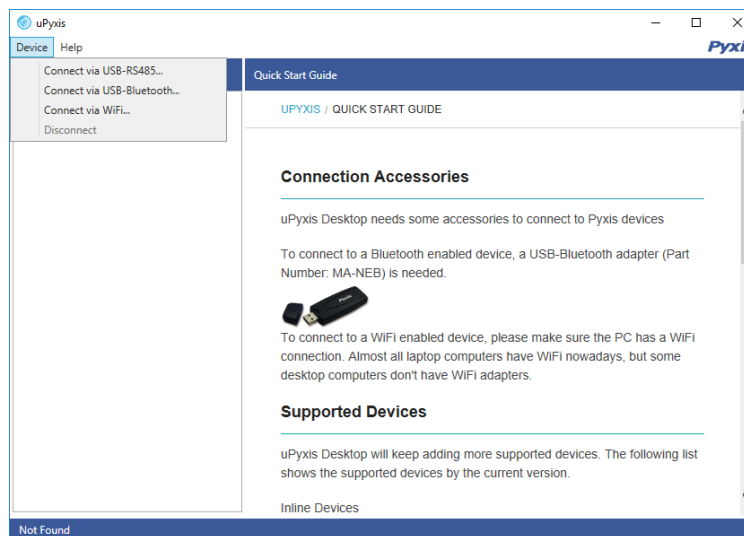 uPyxis
Device Help
Pyxi
Connect via USB-RS485...
Connect via USB-Bluetooth...
Connect via WiFi...
Disconnect
Quick Start Guide
UPYXIS / QUICK START GUIDE
Connection Accessories
uPyxis Desktop needs some accessories to connect to Pyxis devices
To connect to a Bluetooth enabled device, a USB-Bluetooth adapter (Part
Number: MA-NEB) is needed.
Pyxis
To connect to a WiFi enabled device, please make sure the PC has a WiFi
connection. Almost all laptop computers have WiFi nowadays, but some
desktop computers don't have WiFi adapters.
Supported Devices
uPyxis Desktop will keep adding more supported devices. The following list
shows the supported devices by the current version.
Inline Devices
Not Found